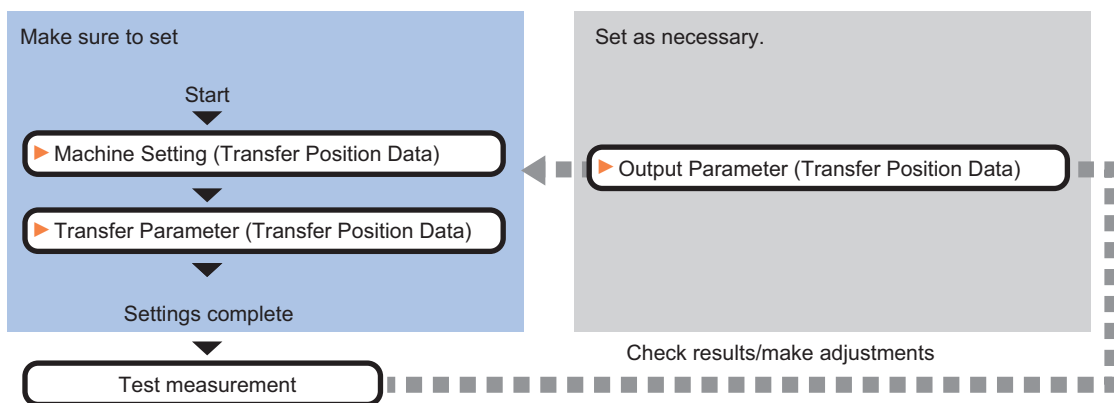 Make sure to set
Start
Machine Setting (Transfer Position Data)
Transfer Parameter (Transfer Position Data)
Settings complete
Test measurement
Set as necessary.
Output Parameter (Transfer Position Data)
Check results/make adjustments